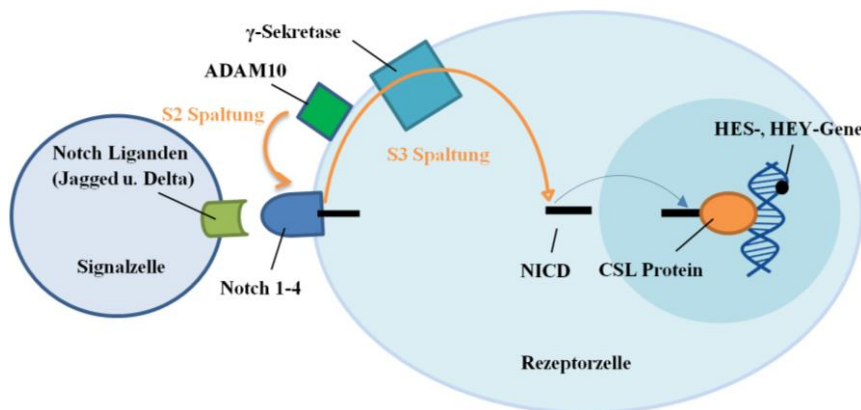 γ-Sekretase
ADAM10
S2 Spaltung
S3 Spaltung
HES-, HEY-Gene
Notch Liganden
(Jagged u. Delta)
Signalzelle
Notch 1-4
NICD
CSL Protein
Rezeptorzelle